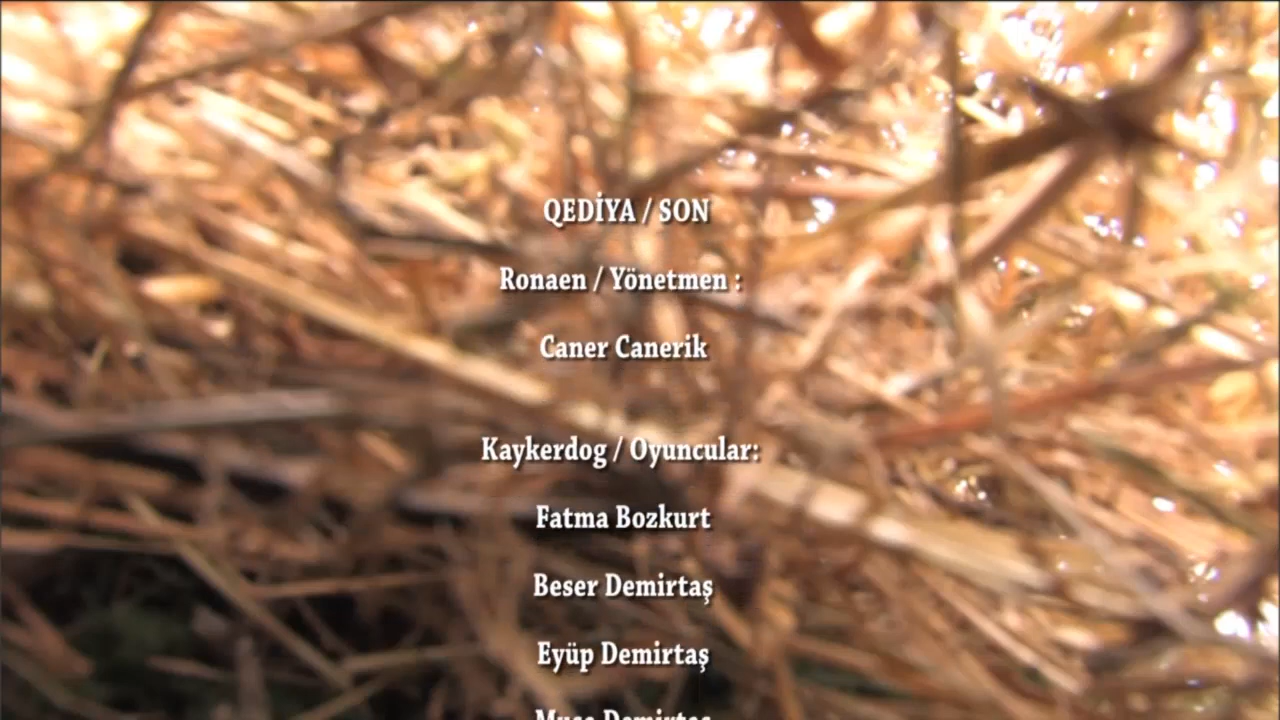 QEDİYA / SON
Ronaen / Yönetmen :
Caner Canerik
Kaykerdog / Oyuncular:
Fatma Bozkurt
Beser Demirtaş
Eyüp Demirtaş